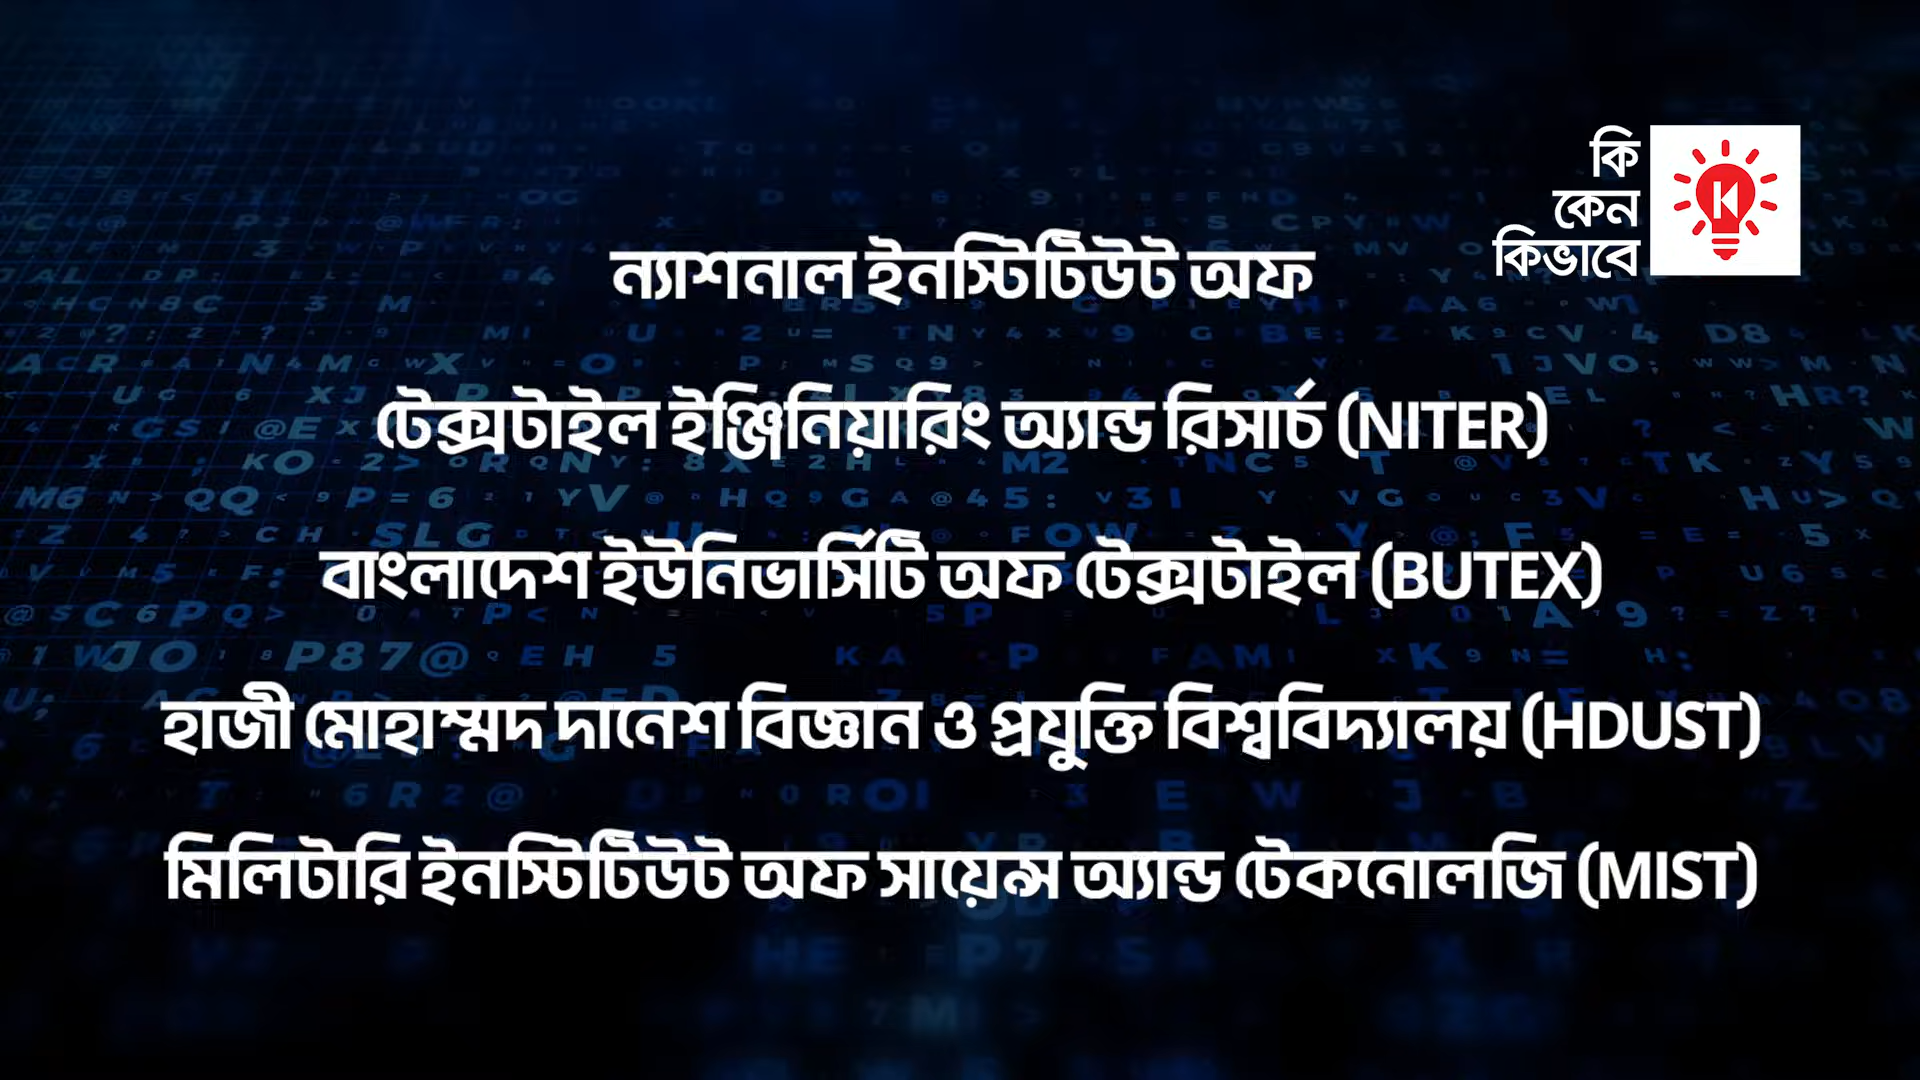 কি
কেন
কিভাবে
ন্যাশনাল ইনস্টিটিউট অফ
টেক্সটাইল ইঞ্জিনিয়ারিং অ্যান্ড রিসার্চ (NITER)
বাংলাদেশ ইউনিভার্সিটি অফ টেক্সটাইল (BUTEX)
হাজী মোহাম্মদ দানেশ বিজ্ঞান ও প্রযুক্তি বিশ্ববিদ্যালয় (HDUST)
মিলিটারি ইনস্টিটিউট অফ সায়েন্স অ্যান্ড টেকনোলজি (MIST)